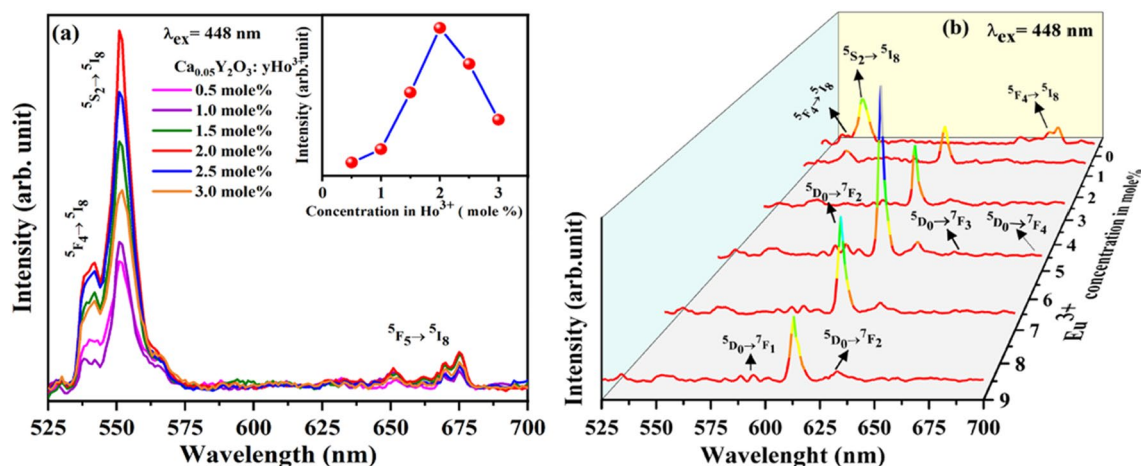 (a)
λex= 448 nm
Ca0.05Y2O3: yHo3+
0.5 mole%
1.0 mole%
1.5 mole%
2.0 mole%
2.5 mole%
3.0 mole%
5S2→ 5I8
5F4→ 5I8
5F5→ 5I8
Intensity (arb. unit)
525 550 575 600 625 650 675 700
Wavelength (nm)
Intensity (arb.unit)
0 1 2 3
Concentration in Ho3+ ( mole %)
(b)
λex= 448 nm
5S2→ 5I8
5F4→ 5I8
5F4→ 5I8
5D0→7F2
5D0→7F3
5D0→7F4
5D0→7F1
5D0→7F2
Intensity (arb.unit)
525 550 575 600 625 650 675 700
Wavelenght (nm)
0
1
2
3
4
5
6
7
8
9
Eu3+ concentration in mole%